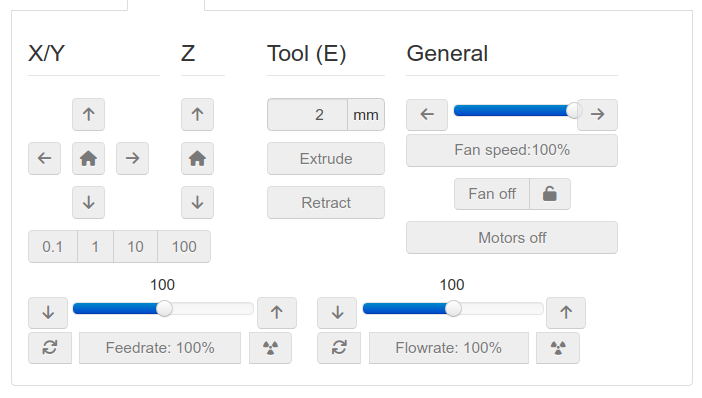 X/Y
Z
Tool (E)
General
2 mm
Extrude
Retract
Fan speed:100%
Fan off
Motors off
0.1 1 10 100
100
Feedrate: 100%
100
Flowrate: 100%